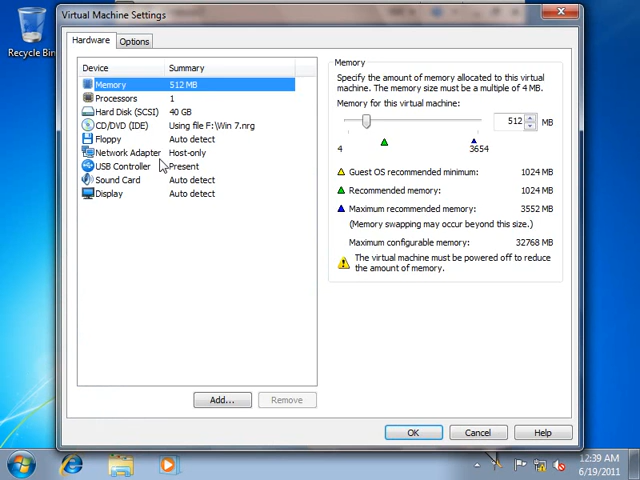 Virtual Machine Settings
Recycle Bin
Hardware
Options
Device Summary
Memory 512 MB
Processors 1
Hard Disk (SCSI) 40 GB
CD/DVD (IDE) Using file F:\Win 7.nrg
Floppy Auto detect
Network Adapter Host-only
USB Controller Present
Sound Card Auto detect
Display Auto detect
Add...
Remove
Memory
Specify the amount of memory allocated to this virtual
machine. The memory size must be a multiple of 4 MB.
Memory for this virtual machine:
512 MB
4 3654
Guest OS recommended minimum: 1024 MB
Recommended memory: 1024 MB
Maximum recommended memory: 3552 MB
(Memory swapping may occur beyond this size.)
Maximum configurable memory: 32768 MB
The virtual machine must be powered off to reduce
the amount of memory.
OK
Cancel
Help
12:39 AM
6/19/2011